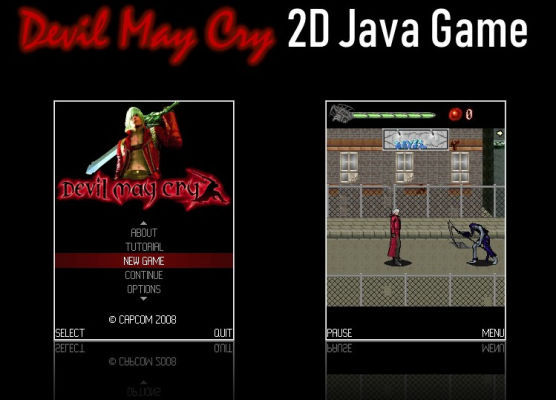 Devil May Cry 2D Java Game
Devil may cry
ABOUT
TUTORIAL
NEW GAME
CONTINUE
OPTIONS
© CAPCOM 2008
SELECT
QUIT
0
PAUSE
MENU